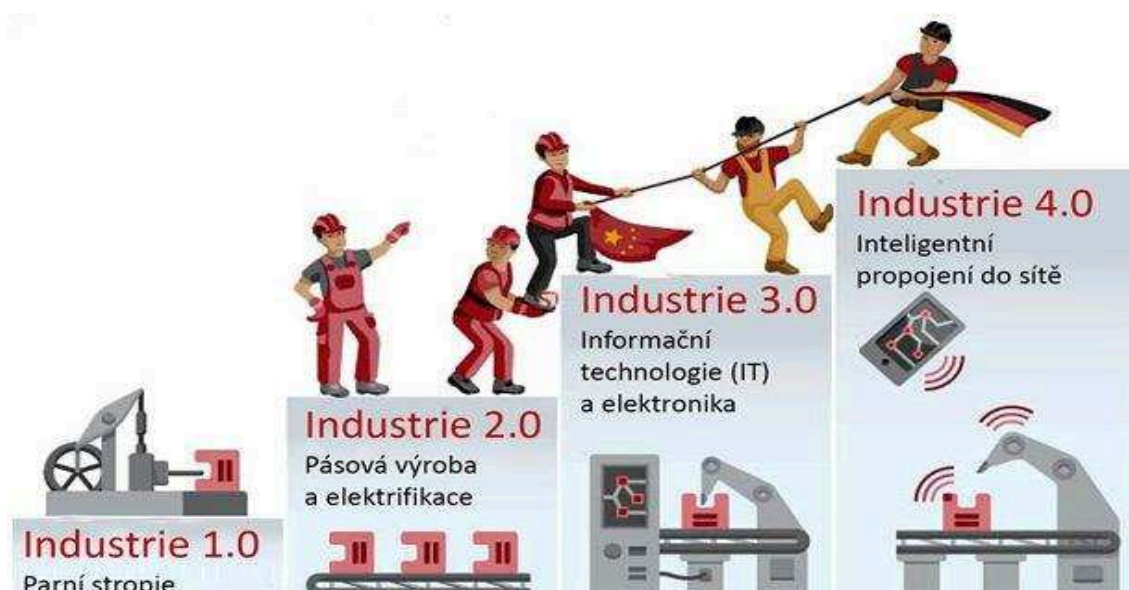 Industrie 4.0
Inteligentní
propojení do sítě
Industrie 3.0
Informační
technologie (IT)
a elektronika
Industrie 2.0
Pásová výroba
a elektrifikace
Industrie 1.0
Parní stropie